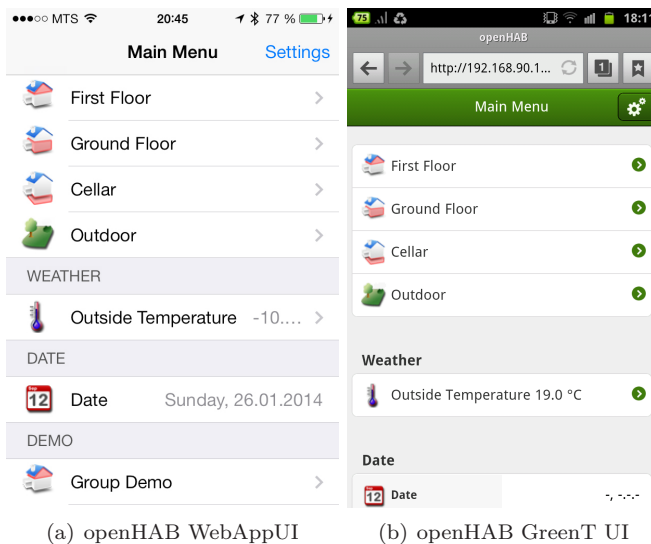 MTS 20:45 77 %
Main Menu Settings
First Floor
Ground Floor
Cellar
Outdoor
WEATHER
Outside Temperature -10....
DATE
Sep
12
Date Sunday, 26.01.2014
DEMO
Group Demo
(a) openHAB WebAppUI
75 18:11
openHAB
http://192.168.90.1... 1
Main Menu
First Floor
Ground Floor
Cellar
Outdoor
Weather
Outside Temperature 19.0 °C
Date
Sep
12
Date -, -.-.-
(b) openHAB GreenT UI